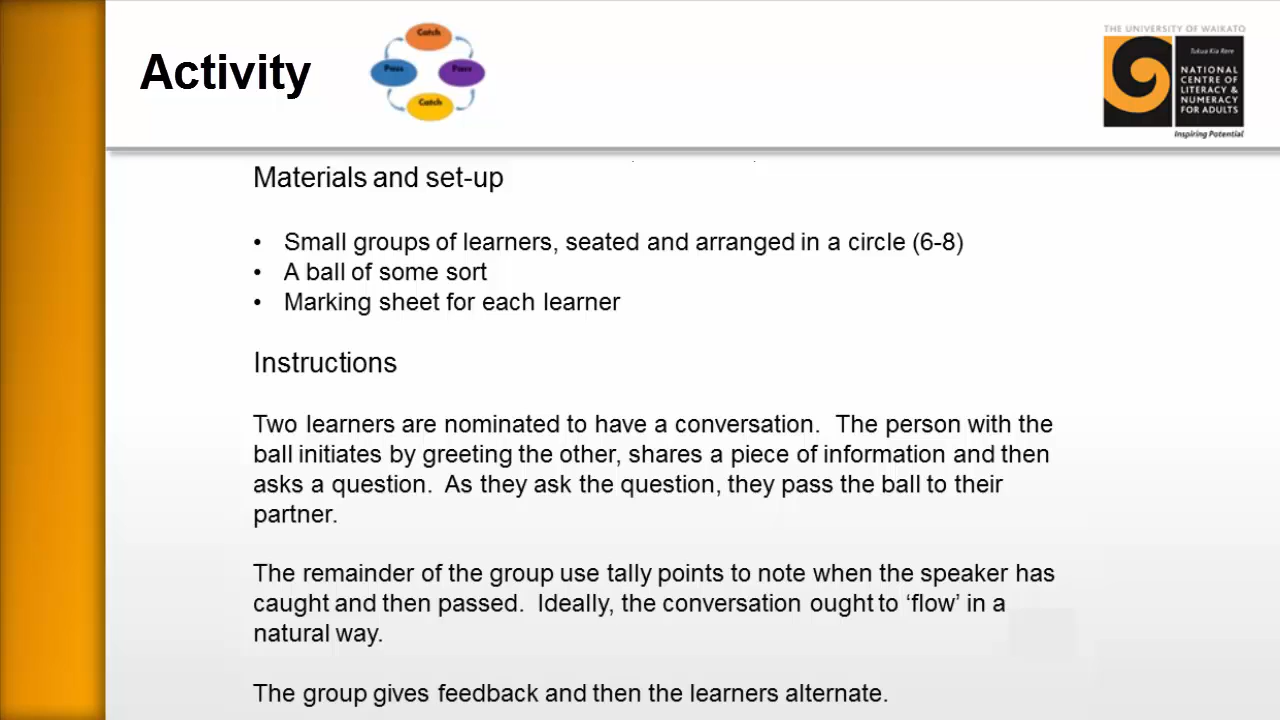 Activity
Catch
Pass
Pass
Catch
THE UNIVERSITY OF WAIKATO
Tukua Kia Rere
NATIONAL
CENTRE OF
LITERACY &
NUMERACY
FOR ADULTS
Inspiring Potential
Materials and set-up
• Small groups of learners, seated and arranged in a circle (6-8)
• A ball of some sort
• Marking sheet for each learner
Instructions
Two learners are nominated to have a conversation.  The person with the
ball initiates by greeting the other, shares a piece of information and then
asks a question.  As they ask the question, they pass the ball to their
partner.
The remainder of the group use tally points to note when the speaker has
caught and then passed.  Ideally, the conversation ought to ‘flow’ in a
natural way.
The group gives feedback and then the learners alternate.